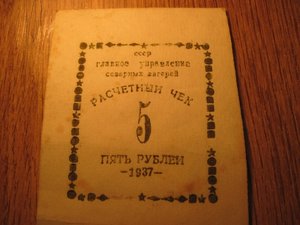 СССР
главное управление
северных лагерей
РАСЧЕТНЫЙ ЧЕК
5
ПЯТЬ РУБЛЕЙ
-1937-